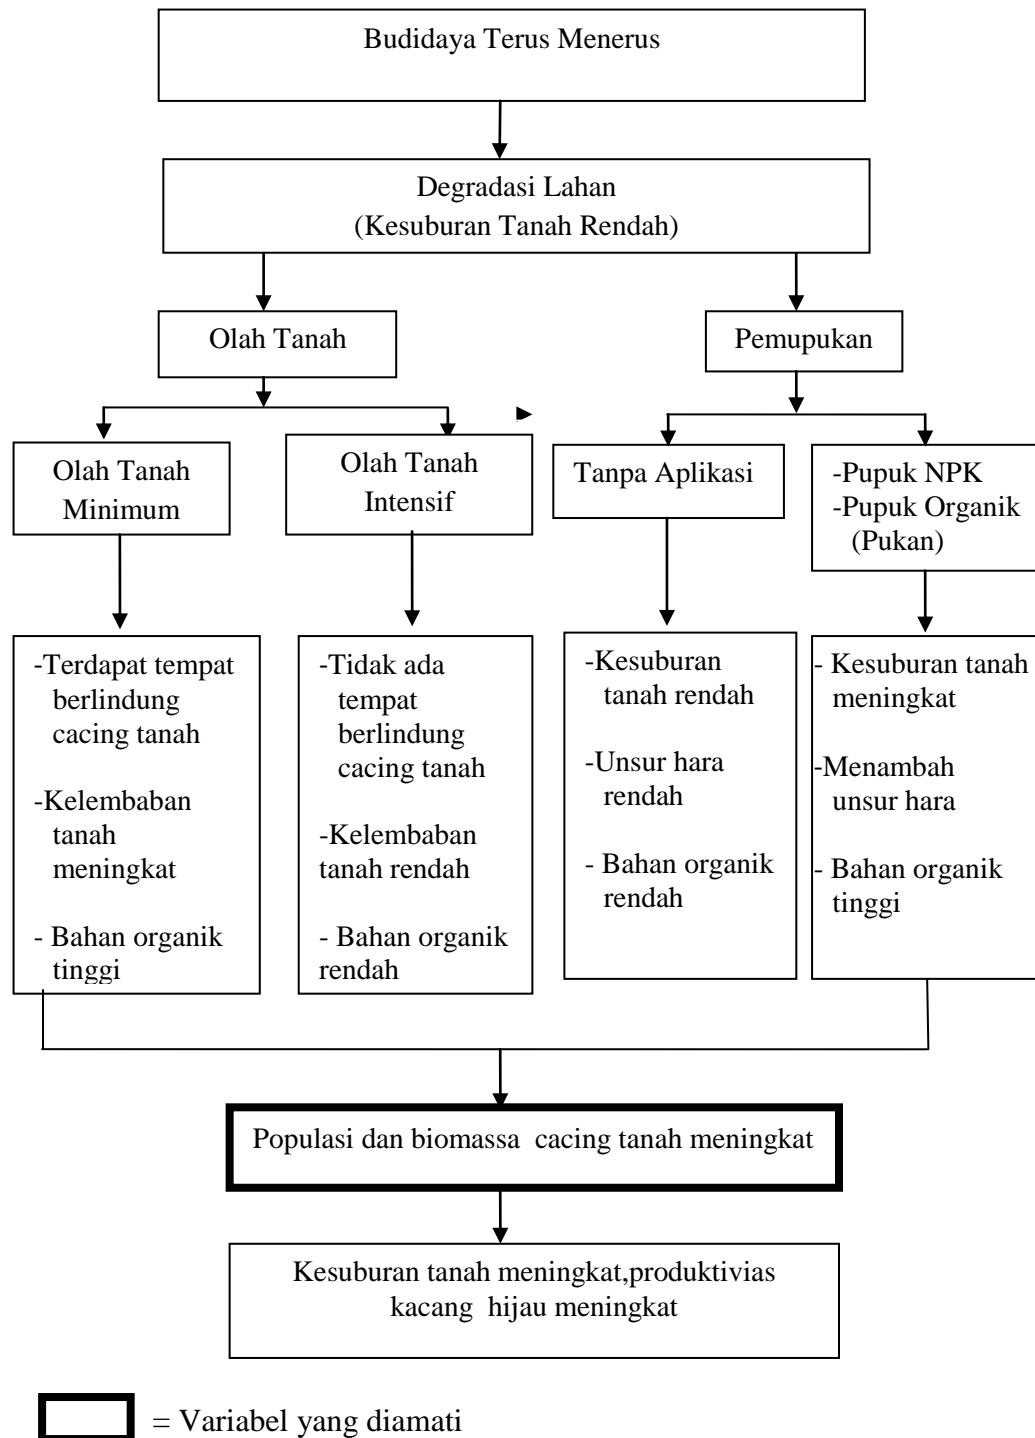 Budidaya Terus Menerus
Degradasi Lahan
(Kesuburan Tanah Rendah)
Olah Tanah
Pemupukan
Olah Tanah
Minimum
Olah Tanah
Intensif
Tanpa Aplikasi
-Pupuk NPK
-Pupuk Organik
(Pukan)
-Terdapat tempat
berlindung
cacing tanah
-Kelembaban
tanah
meningkat
- Bahan organik
tinggi
-Tidak ada
tempat
berlindung
cacing tanah
-Kelembaban
tanah rendah
- Bahan organik
rendah
-Kesuburan
tanah rendah
-Unsur hara
rendah
- Bahan organik
rendah
- Kesuburan tanah
meningkat
-Menambah
unsur hara
- Bahan organik
tinggi
Populasi dan biomassa  cacing tanah meningkat
Kesuburan tanah meningkat,produktivias
kacang  hijau meningkat
= Variabel yang diamati